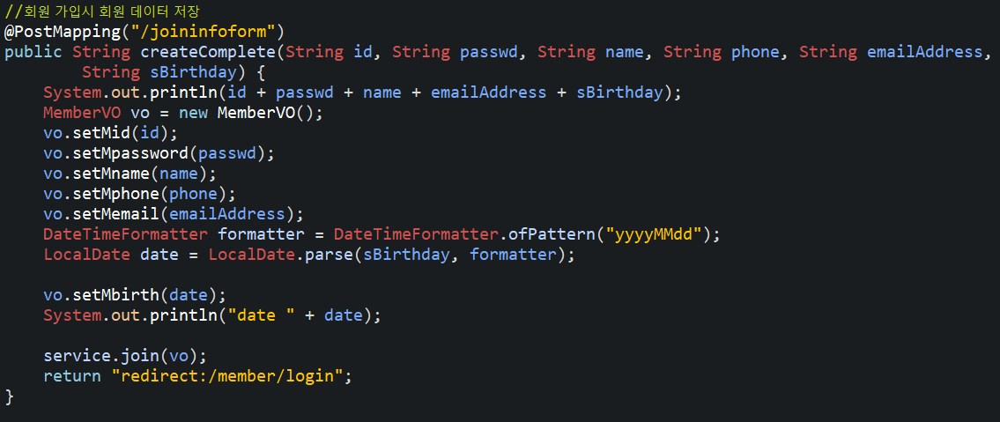 //회원 가입시 회원 데이터 저장
@PostMapping("/joininfoform")
public String createComplete(String id, String passwd, String name, String phone, String emailAddress,
        String sBirthday) {
    System.out.println(id + passwd + name + emailAddress + sBirthday);
    MemberVO vo = new MemberVO();
    vo.setMid(id);
    vo.setMpassword(passwd);
    vo.setMname(name);
    vo.setMphone(phone);
    vo.setMemail(emailAddress);
    DateTimeFormatter formatter = DateTimeFormatter.ofPattern("yyyyMMdd");
    LocalDate date = LocalDate.parse(sBirthday, formatter);

    vo.setMbirth(date);
    System.out.println("date " + date);

    service.join(vo);
    return "redirect:/member/login";
}